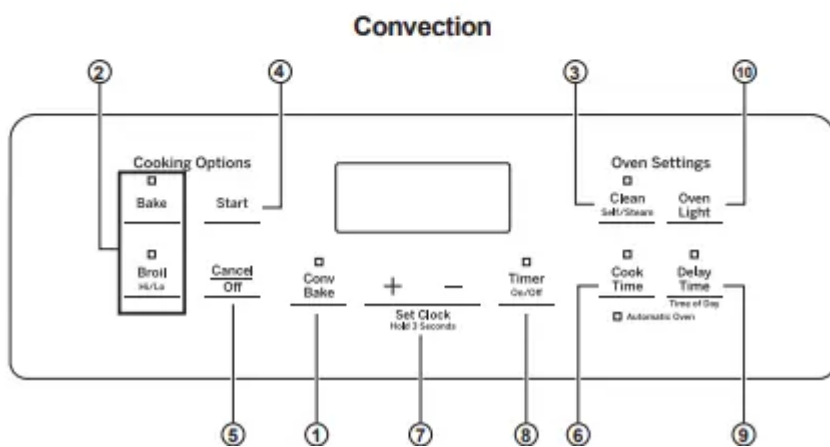 Convection
② ④ ③ ⑩
Cooking Options
Oven Settings
Bake
Start
Clean
Self/Steam
Oven
Light
Broil
Hi/Lo
Cancel
Off
Conv
Bake
+ −
Set Clock
Hold 3 Seconds
Timer
On/Off
Cook
Time
Delay
Time
Time of Day
Automatic Oven
⑤ ① ⑦ ⑧ ⑥ ⑨